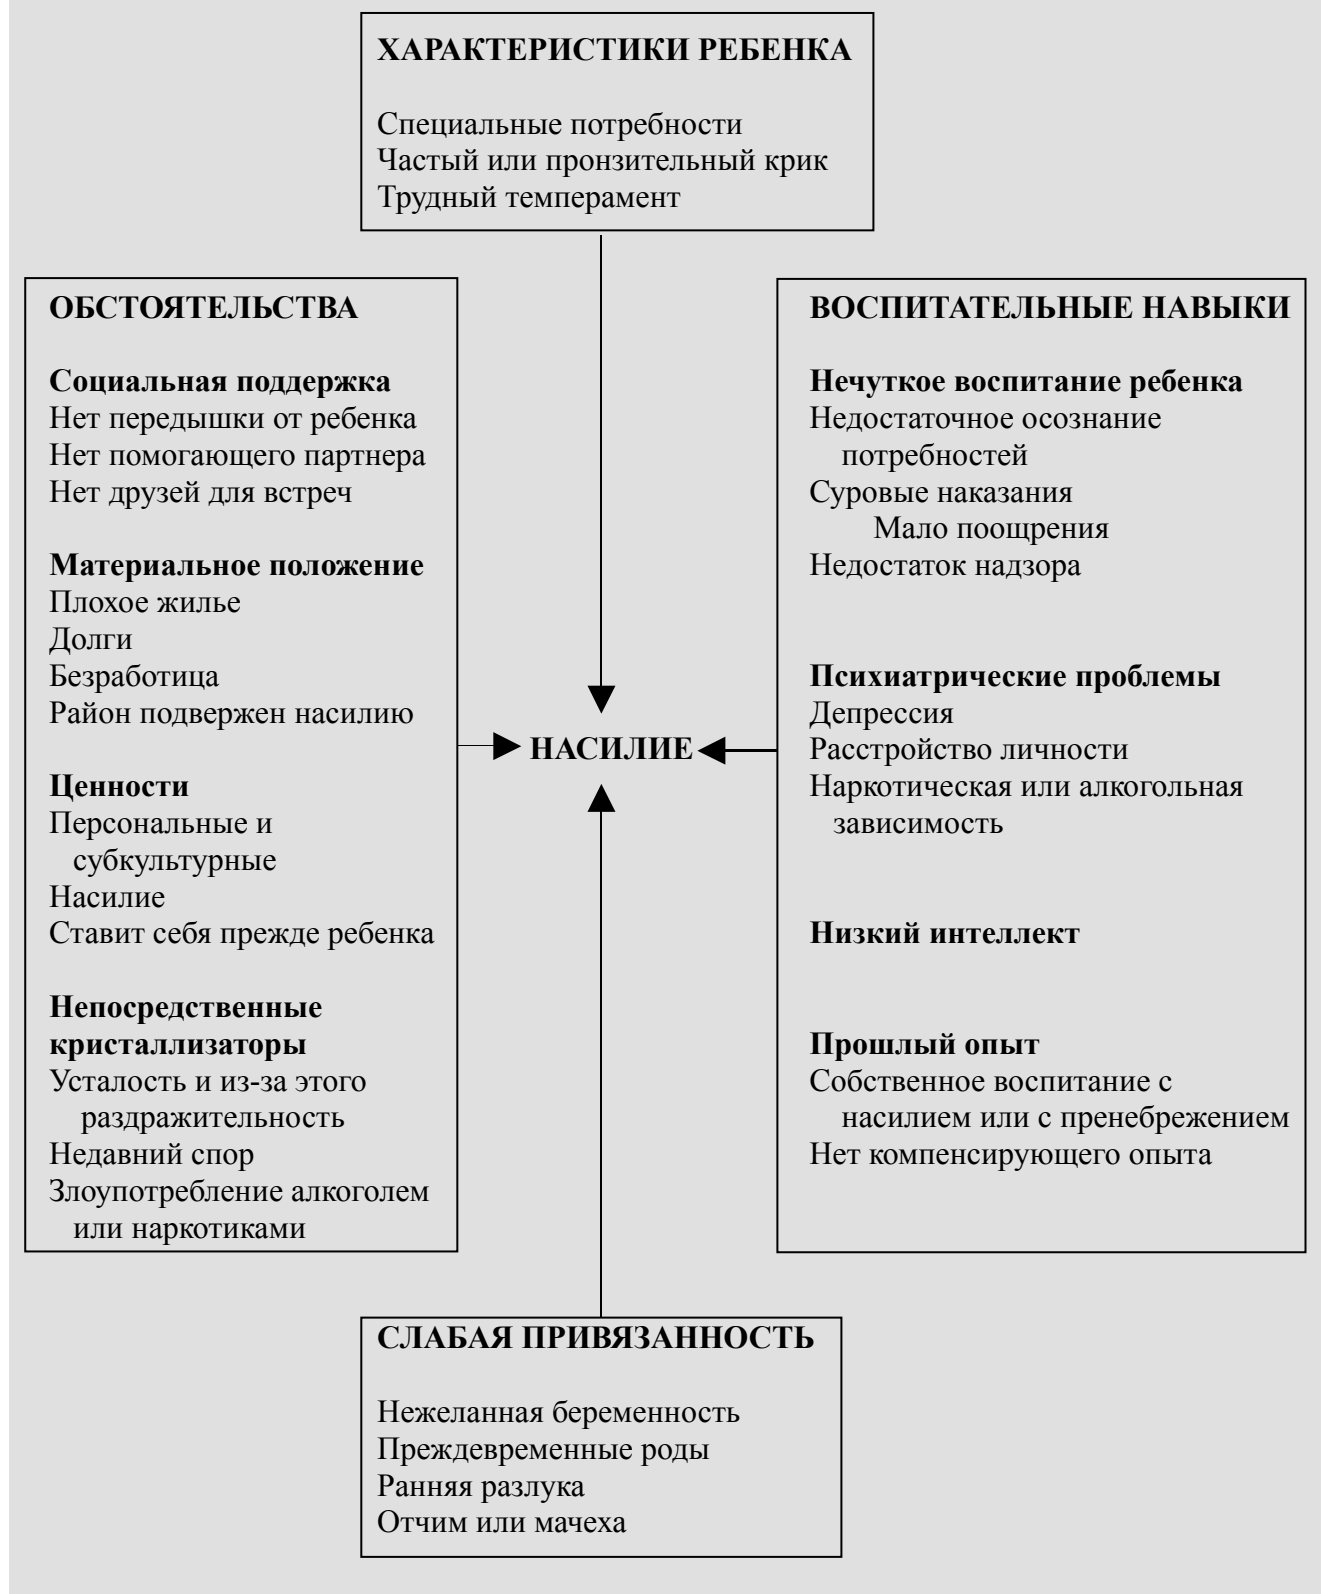 ХАРАКТЕРИСТИКИ РЕБЕНКА
Специальные потребности
Частый или пронзительный крик
Трудный темперамент
ОБСТОЯТЕЛЬСТВА
Социальная поддержка
Нет передышки от ребенка
Нет помогающего партнера
Нет друзей для встреч
Материальное положение
Плохое жилье
Долги
Безработица
Район подвержен насилию
Ценности
Персональные и
субкультурные
Насилие
Ставит себя прежде ребенка
Непосредственные
кристаллизаторы
Усталость и из-за этого
раздражительность
Недавний спор
Злоупотребление алкоголем
или наркотиками
НАСИЛИЕ
ВОСПИТАТЕЛЬНЫЕ НАВЫКИ
Нечуткое воспитание ребенка
Недостаточное осознание
потребностей
Суровые наказания
Мало поощрения
Недостаток надзора
Психиатрические проблемы
Депрессия
Расстройство личности
Наркотическая или алкогольная
зависимость
Низкий интеллект
Прошлый опыт
Собственное воспитание с
насилием или с пренебрежением
Нет компенсирующего опыта
СЛАБАЯ ПРИВЯЗАННОСТЬ
Нежеланная беременность
Преждевременные роды
Ранняя разлука
Отчим или мачеха